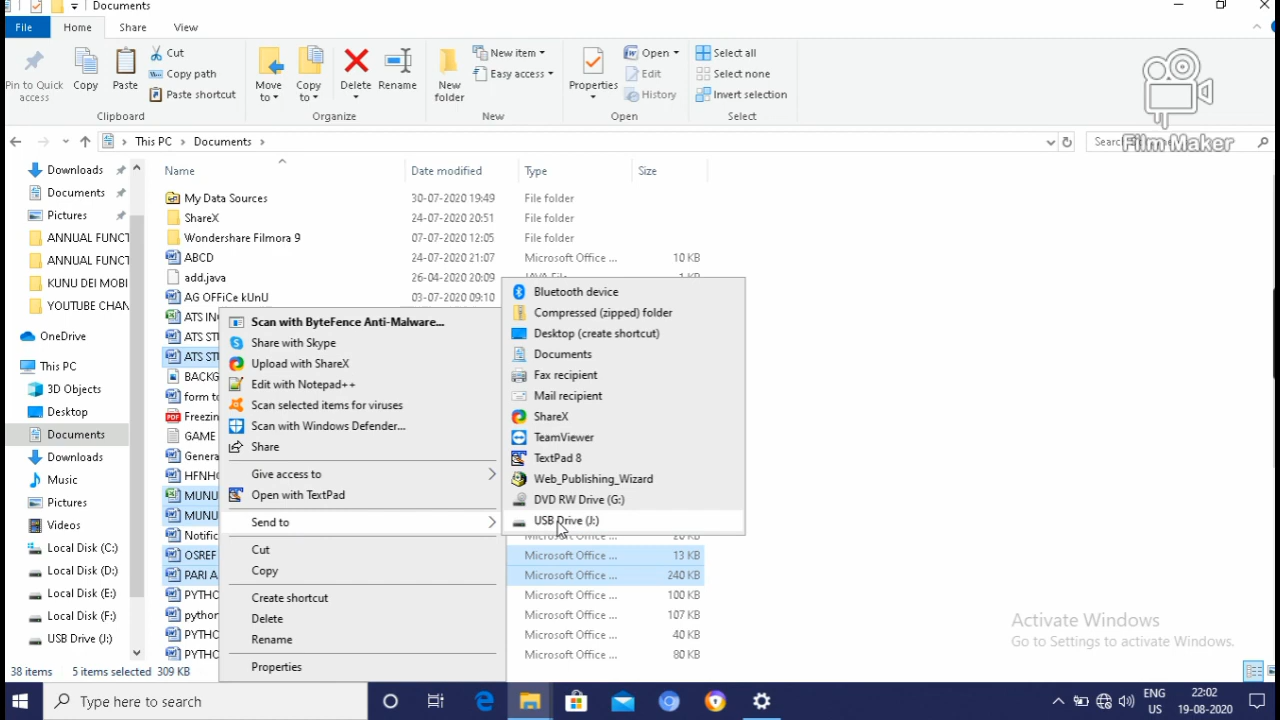 Documents
File Home Share View
Pin to Quick access
Copy
Paste
Cut
Copy path
Paste shortcut
Clipboard
Move to
Copy to
Delete
Rename
Organize
New folder
New item
Easy access
New
Properties
Open
Edit
History
Open
Select all
Select none
Invert selection
Select
Film Maker
This PC > Documents >
Name Date modified Type Size
Downloads
Documents
Pictures
ANNUAL FUNCT
ANNUAL FUNCT
KUNU DEI MOBI
YOUTUBE CHAN
OneDrive
This PC
3D Objects
Desktop
Documents
Downloads
Music
Pictures
Videos
Local Disk (C:)
Local Disk (D:)
Local Disk (E:)
Local Disk (F:)
USB Drive (J:)
My Data Sources 30-07-2020 19:49 File folder
ShareX 24-07-2020 20:51 File folder
Wondershare Filmora 9 07-07-2020 12:05 File folder
ABCD 24-07-2020 21:07 Microsoft Office ... 10 KB
add.java 26-04-2020 20:09 JAVA File 1 KB
AG OFFiCe kUnU 03-07-2020 09:10
ATS IN
ATS ST
ATS ST
BACKG
form to
Freezin
GAME
Genera
HFNH
MUNU
MUNU
Notific
OSREF Microsoft Office ... 13 KB
PARI A Microsoft Office ... 240 KB
PYTHO Microsoft Office ... 100 KB
python Microsoft Office ... 107 KB
PYTHO Microsoft Office ... 40 KB
PYTHO Microsoft Office ... 80 KB
Scan with ByteFence Anti-Malware...
Share with Skype
Upload with ShareX
Edit with Notepad++
Scan selected items for viruses
Scan with Windows Defender...
Share
Give access to
Open with TextPad
Send to
Cut
Copy
Create shortcut
Delete
Rename
Properties
Bluetooth device
Compressed (zipped) folder
Desktop (create shortcut)
Documents
Fax recipient
Mail recipient
ShareX
TeamViewer
TextPad 8
Web_Publishing_Wizard
DVD RW Drive (G:)
USB Drive (J:)
Activate Windows
Go to Settings to activate Windows.
38 items 5 items selected 309 KB
Type here to search
ENG
US
22:02
19-08-2020